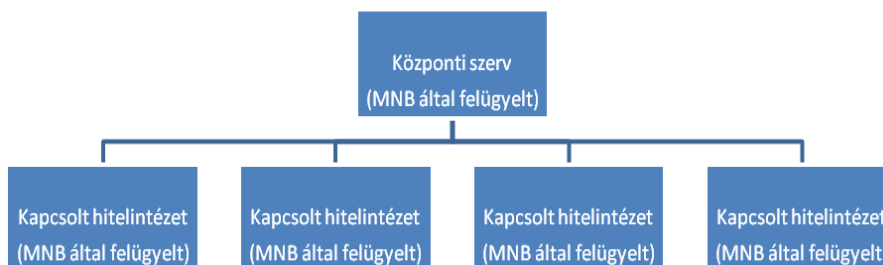 Központi szerv
(MNB által felügyelt)
Kapcsolt hitelintézet
(MNB által felügyelt)
Kapcsolt hitelintézet
(MNB által felügyelt)
Kapcsolt hitelintézet
(MNB által felügyelt)
Kapcsolt hitelintézet
(MNB által felügyelt